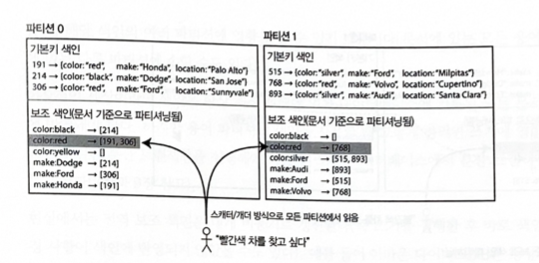 파티션 0
기본키 색인
191 → {color:"red", make:"Honda", location:"Palo Alto"}
214 → {color:"black", make:"Dodge", location:"San Jose"}
306 → {color:"red", make:"Ford", location:"Sunnyvale"}
보조 색인(문서 기준으로 파티셔닝됨)
color:black → [214]
color:red → [191, 306]
color:yellow → []
make:Dodge → [214]
make:Ford → [306]
make:Honda → [191]
파티션 1
기본키 색인
515 → {color:"silver", make:"Ford", location:"Milpitas"}
768 → {color:"red", make:"Volvo", location:"Cupertino"}
893 → {color:"silver", make:"Audi", location:"Santa Clara"}
보조 색인(문서 기준으로 파티셔닝됨)
color:black → []
color:red → [768]
color:silver → [515, 893]
make:Audi → [893]
make:Ford → [515]
make:Volvo → [768]
스캐터/개더 방식으로 모든 파티션에서 읽음
"빨간색 차를 찾고 싶다"